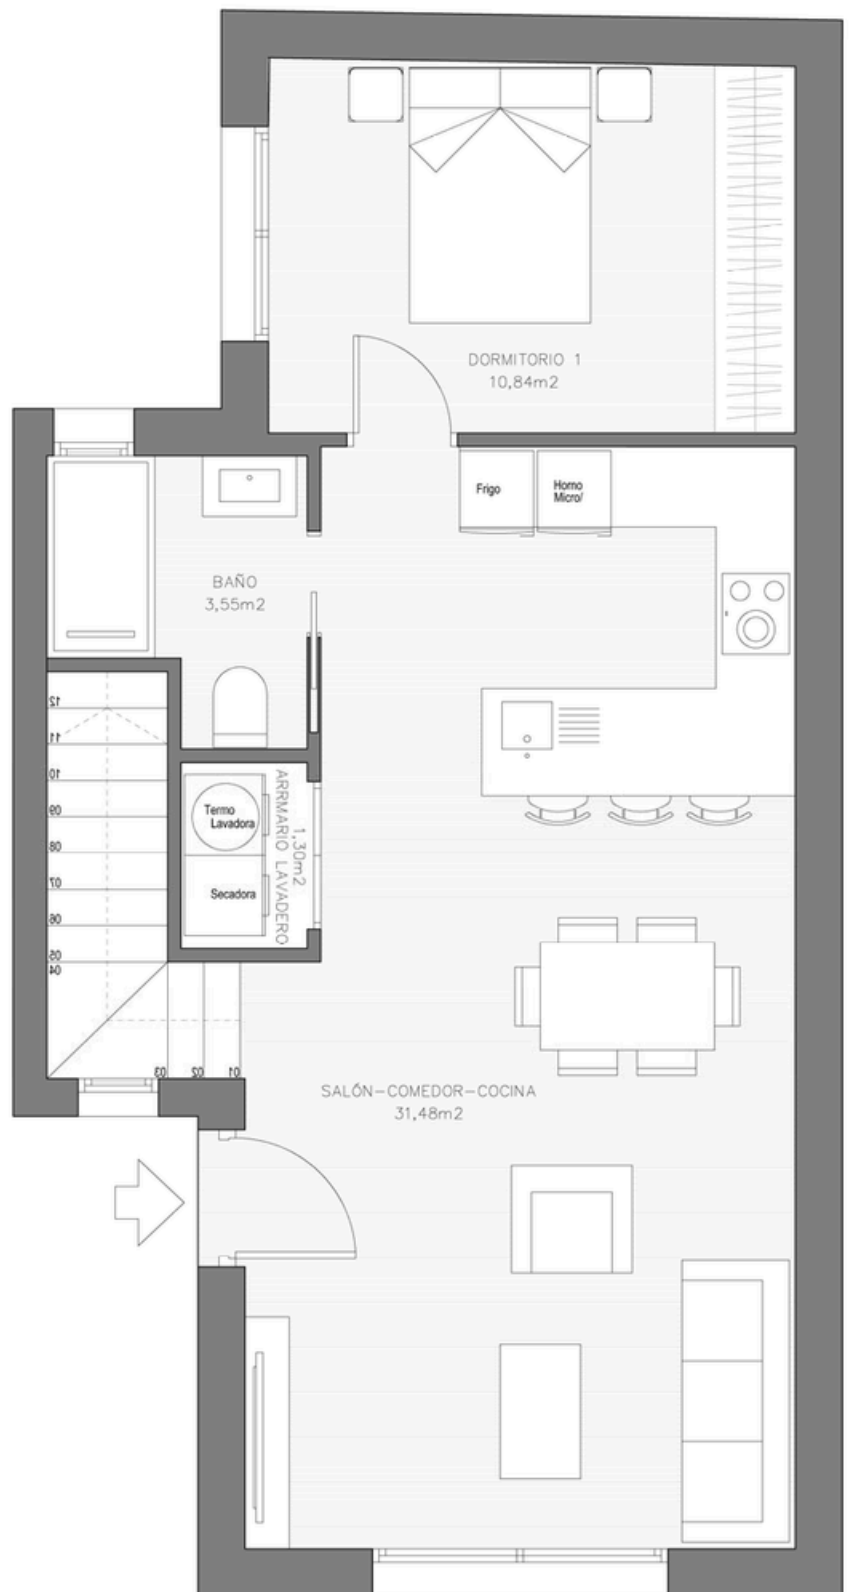 DORMITORIO 1
10,84m2
Frigo
Horno
Micro/
BAÑO
3,55m2
12
11
10
09
08
07
06
05
04
03
02
01
Termo
Lavadora
Secadora
ARRMARIO LAVADERO
1,30m2
SALÓN-COMEDOR-COCINA
31,48m2